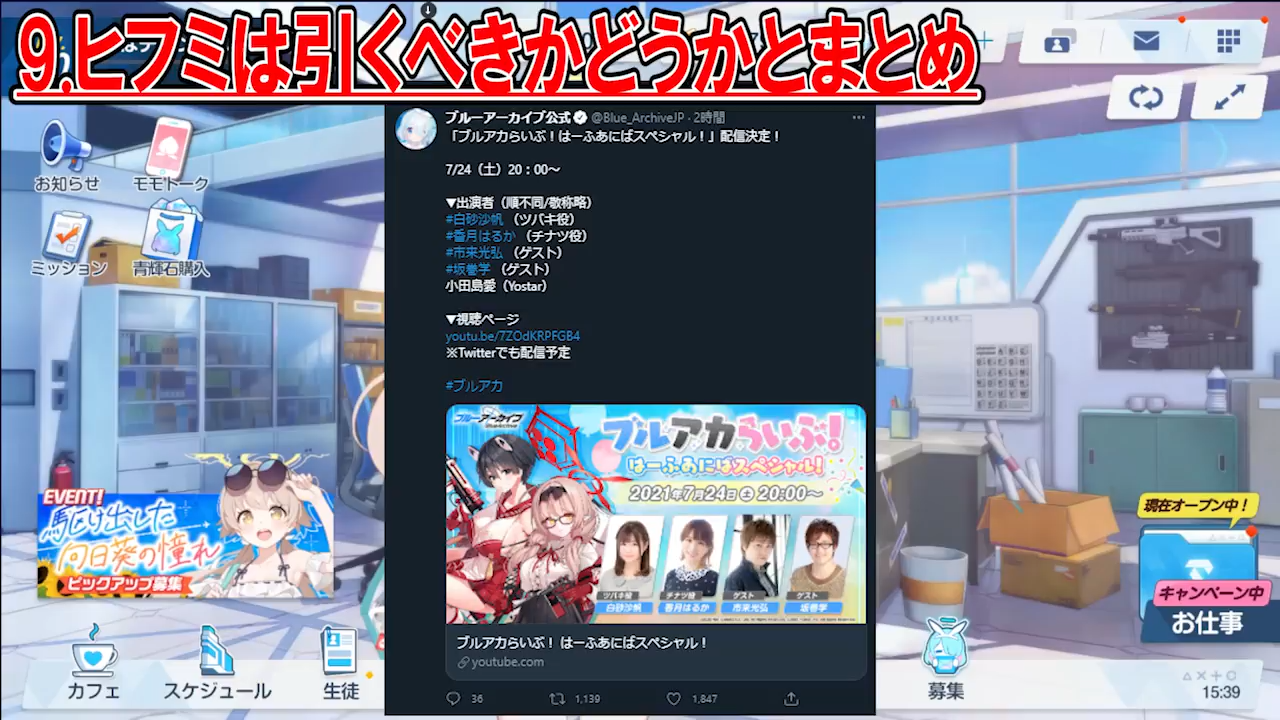 9.ヒフミは引くべきかどうかとまとめ
お知らせ
モモトーク
ミッション
青輝石購入
ブルーアーカイブ公式 @Blue_ArchiveJP · 2時間
「ブルアカらいぶ！はーふあにばスペシャル！」配信決定！
7/24（土）20：00～
▼出演者（順不同/敬称略）
#白砂沙帆 （ツバキ役）
#香月はるか （チナツ役）
#市来光弘 （ゲスト）
#坂巻学 （ゲスト）
小田島愛（Yostar）
▼視聴ページ
youtu.be/7ZOdKRPFGB4
※Twitterでも配信予定
#ブルアカ
ブルーアーカイブ
ブルアカらいぶ!
はーふあにばスペシャル!
2021年7月24日 土 20:00～
ツバキ役
白砂沙帆
チナツ役
香月はるか
ゲスト
市来光弘
ゲスト
坂巻学
ブルアカらいぶ！ はーふあにばスペシャル！
youtube.com
36
1,139
1,847
EVENT!
駆け出した
向日葵の憧れ
ピックアップ募集
現在オープン中！
キャンペーン中
お仕事
カフェ
スケジュール
生徒
募集
15:39